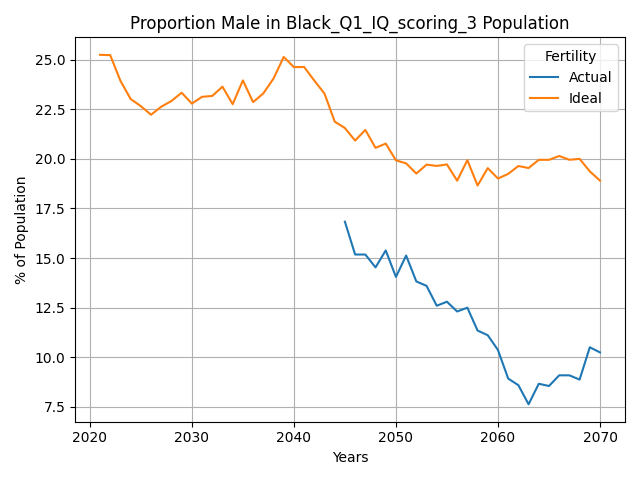 Proportion Male in Black_Q1_IQ_scoring_3 Population
Fertility
Actual
Ideal
% of Population
25.0
22.5
20.0
17.5
15.0
12.5
10.0
7.5
2020
2030
2040
2050
2060
2070
Years